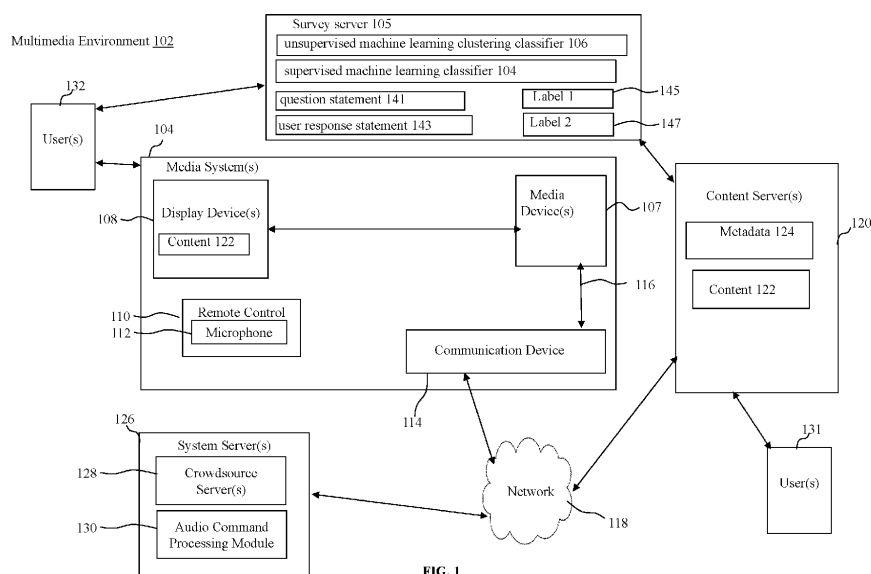 Survey server 105
Multimedia Environment 102
unsupervised machine learning clustering classifier 106
supervised machine learning classifier 104
question statement 141
Label 1
145
user response statement 143
Label 2
147
132
User(s)
104
Media System(s)
108
Display Device(s)
Content 122
Media
Device(s)
107
116
110
Remote Control
112
Microphone
Communication Device
114
Content Server(s)
120
Metadata 124
Content 122
126
System Server(s)
128
Crowdsource
Server(s)
130
Audio Command
Processing Module
Network
118
131
User(s)
FIG. 1